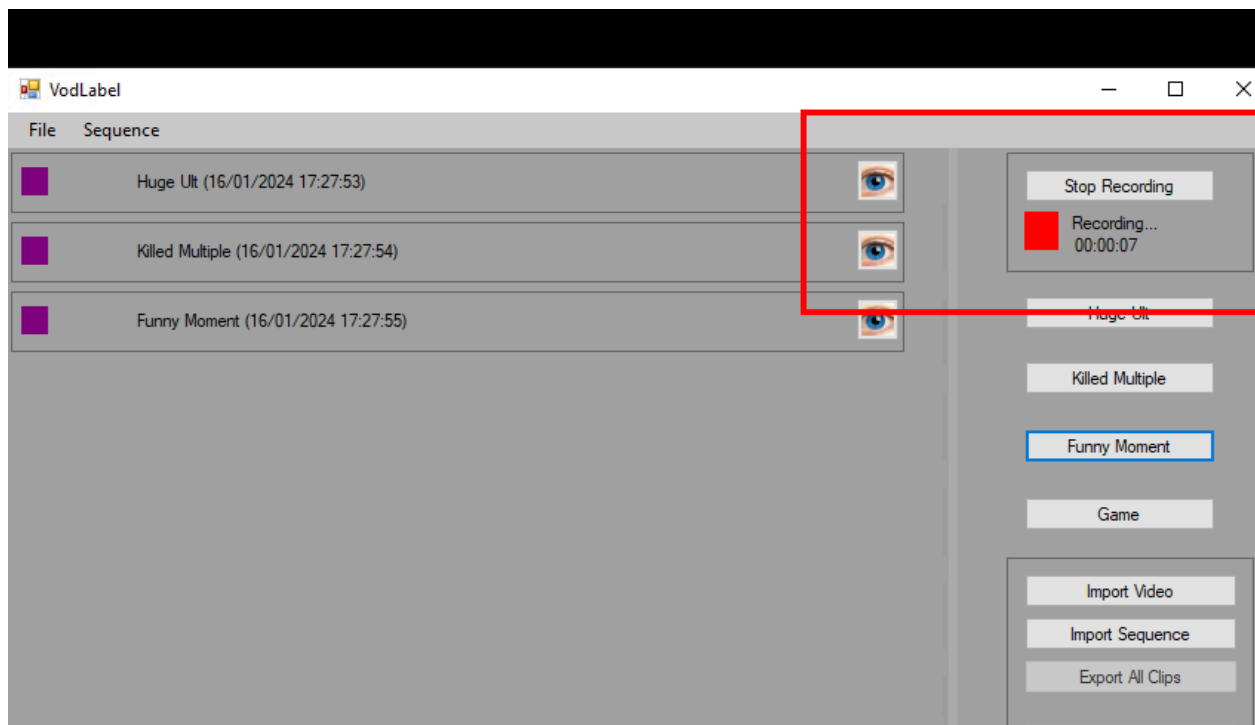 VodLabel
File Sequence
Huge Ult (16/01/2024 17:27:53)
Killed Multiple (16/01/2024 17:27:54)
Funny Moment (16/01/2024 17:27:55)
Stop Recording
Recording...
00:00:07
Huge Ult
Killed Multiple
Funny Moment
Game
Import Video
Import Sequence
Export All Clips